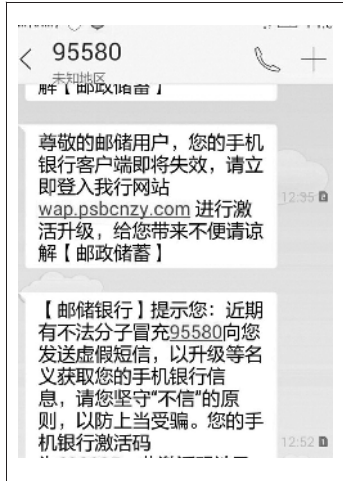 95580
未知地区
解【邮政储蓄】
尊敬的邮储用户，您的手机
银行客户端即将失效，请立
即登入我行网站
wap.psbcnzy.com 进行激
活升级，给您带来不便请谅
解【邮政储蓄】
12:35
【邮储银行】提示您：近期
有不法分子冒充95580向您
发送虚假短信，以升级等名
义获取您的手机银行信
息，请您坚守“不信”的原
则，以防上当受骗。您的手
机银行激活码
12:52